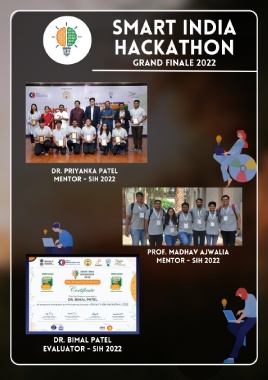 SMART INDIA
HACKATHON
GRAND FINALE 2022
DR. PRIYANKA PATEL
MENTOR - SIH 2022
PROF. MADHAV AJWALIA
MENTOR - SIH 2022
Certificate
DR. BIMAL PATEL
DR. BIMAL PATEL
EVALUATOR - SIH 2022